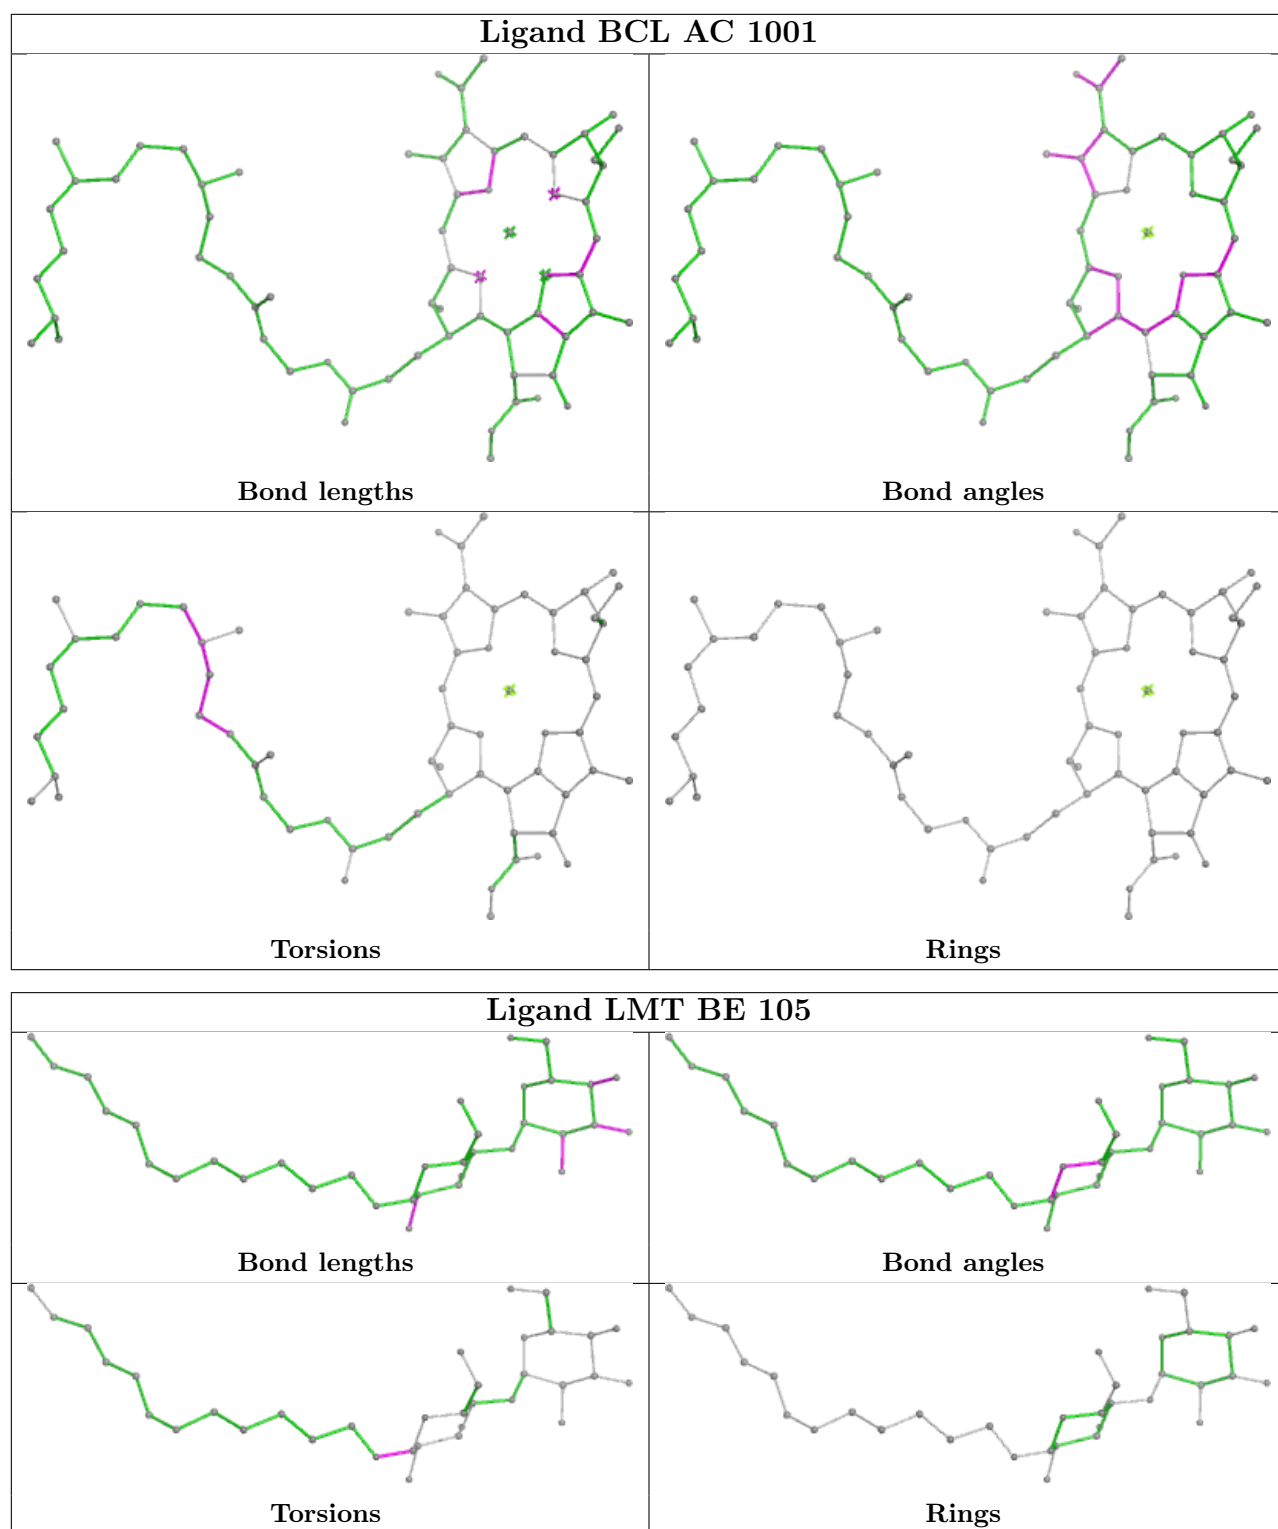 Ligand BCL AC 1001
Bond lengths
Bond angles
Torsions
Rings
Ligand LMT BE 105
Bond lengths
Bond angles
Torsions
Rings